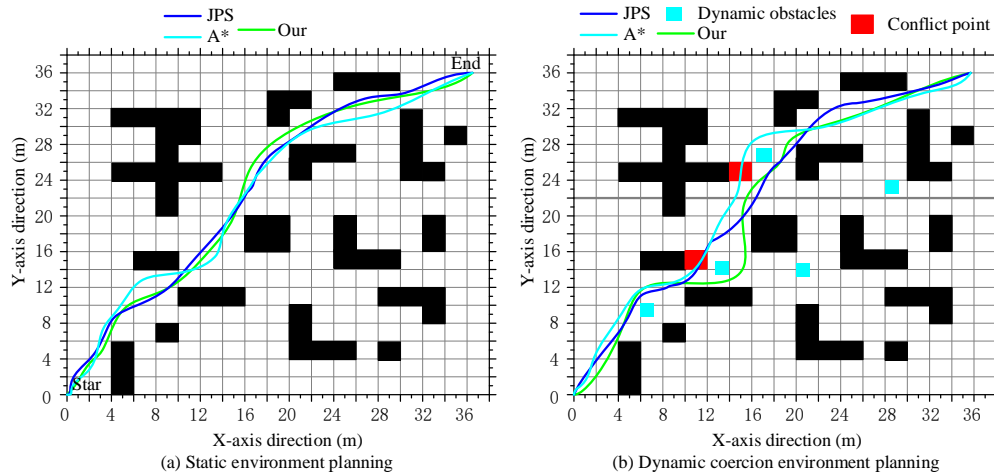 JPS
A*
Our
End
36
32
28
24
20
16
12
8
4
0
Y-axis direction (m)
Star
0 4 8 12 16 20 24 28 32 36
X-axis direction (m)
(a) Static environment planning
JPS
Dynamic obstacles
A*
Our
Conflict point
36
32
28
24
20
16
12
8
4
0
Y-axis direction (m)
0 4 8 12 16 20 24 28 32 36
X-axis direction (m)
(b) Dynamic coercion environment planning